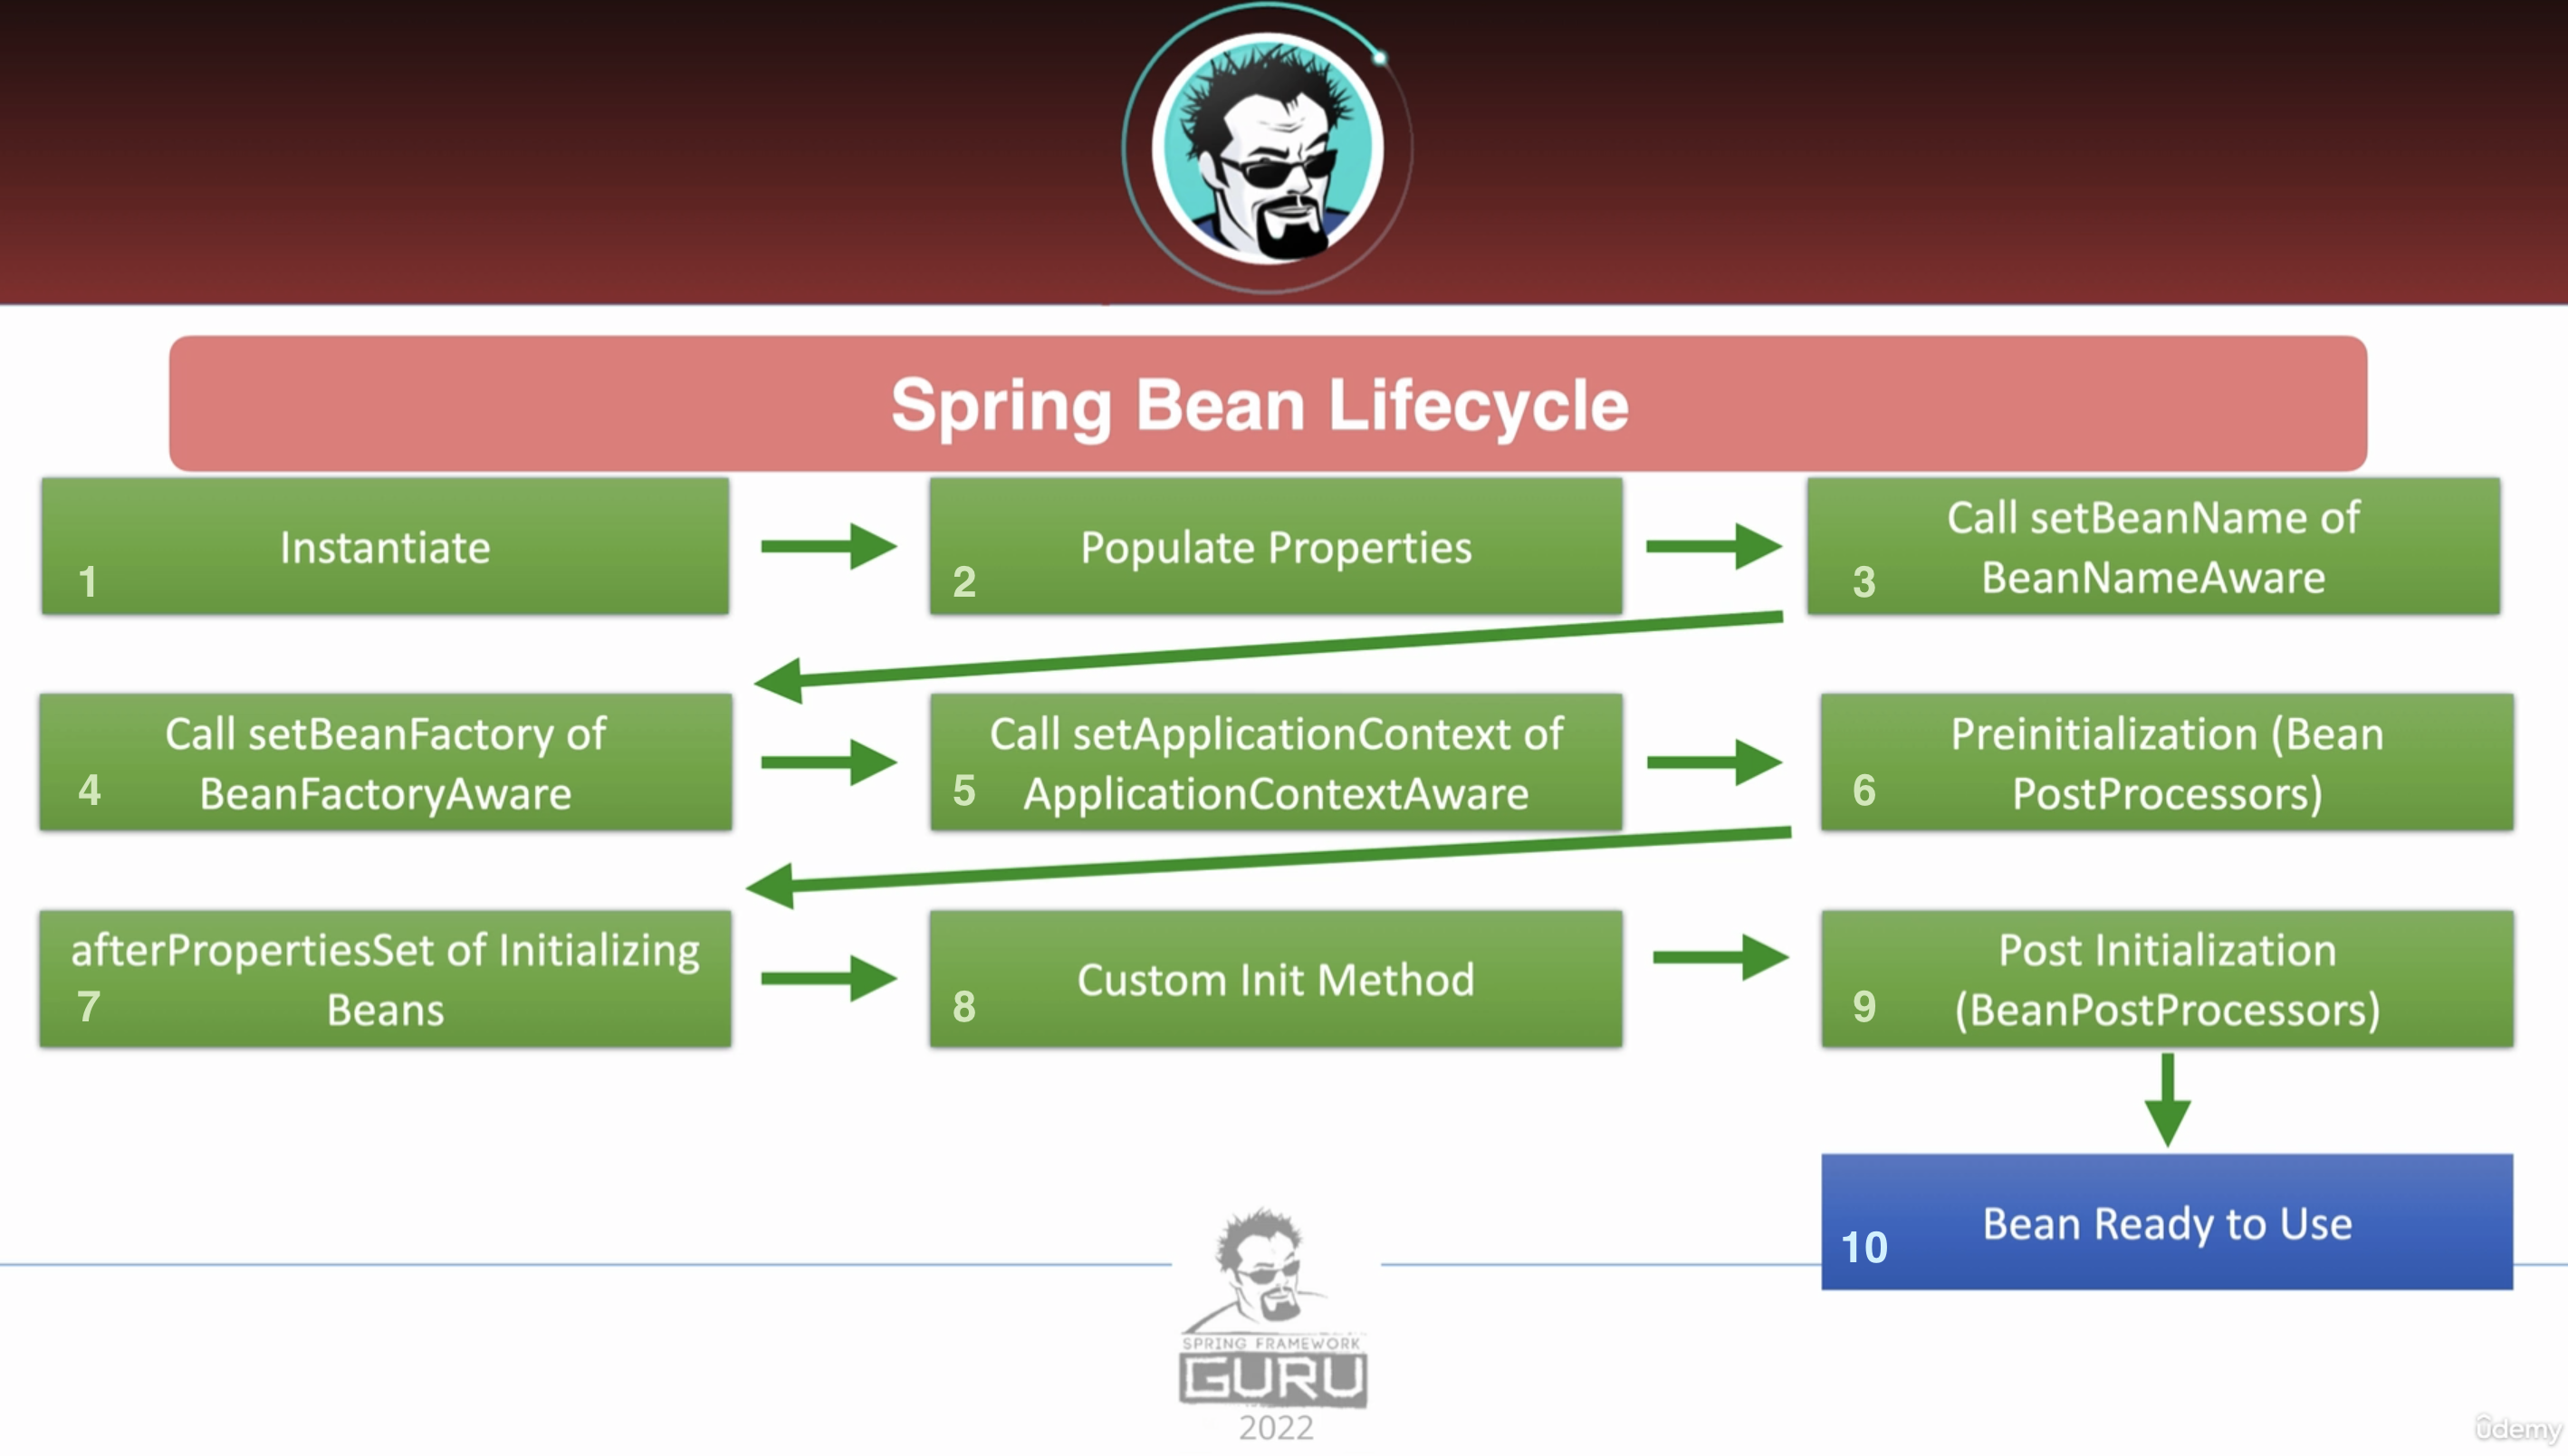 Spring Bean Lifecycle
Instantiate
1
Populate Properties
2
Call setBeanName of
BeanNameAware
3
Call setBeanFactory of
BeanFactoryAware
4
Call setApplicationContext of
ApplicationContextAware
5
Preinitialization (Bean
PostProcessors)
6
afterPropertiesSet of Initializing
Beans
7
Custom Init Method
8
Post Initialization
(BeanPostProcessors)
9
Bean Ready to Use
10
SPRING FRAMEWORK
GURU
2022
ûdemy